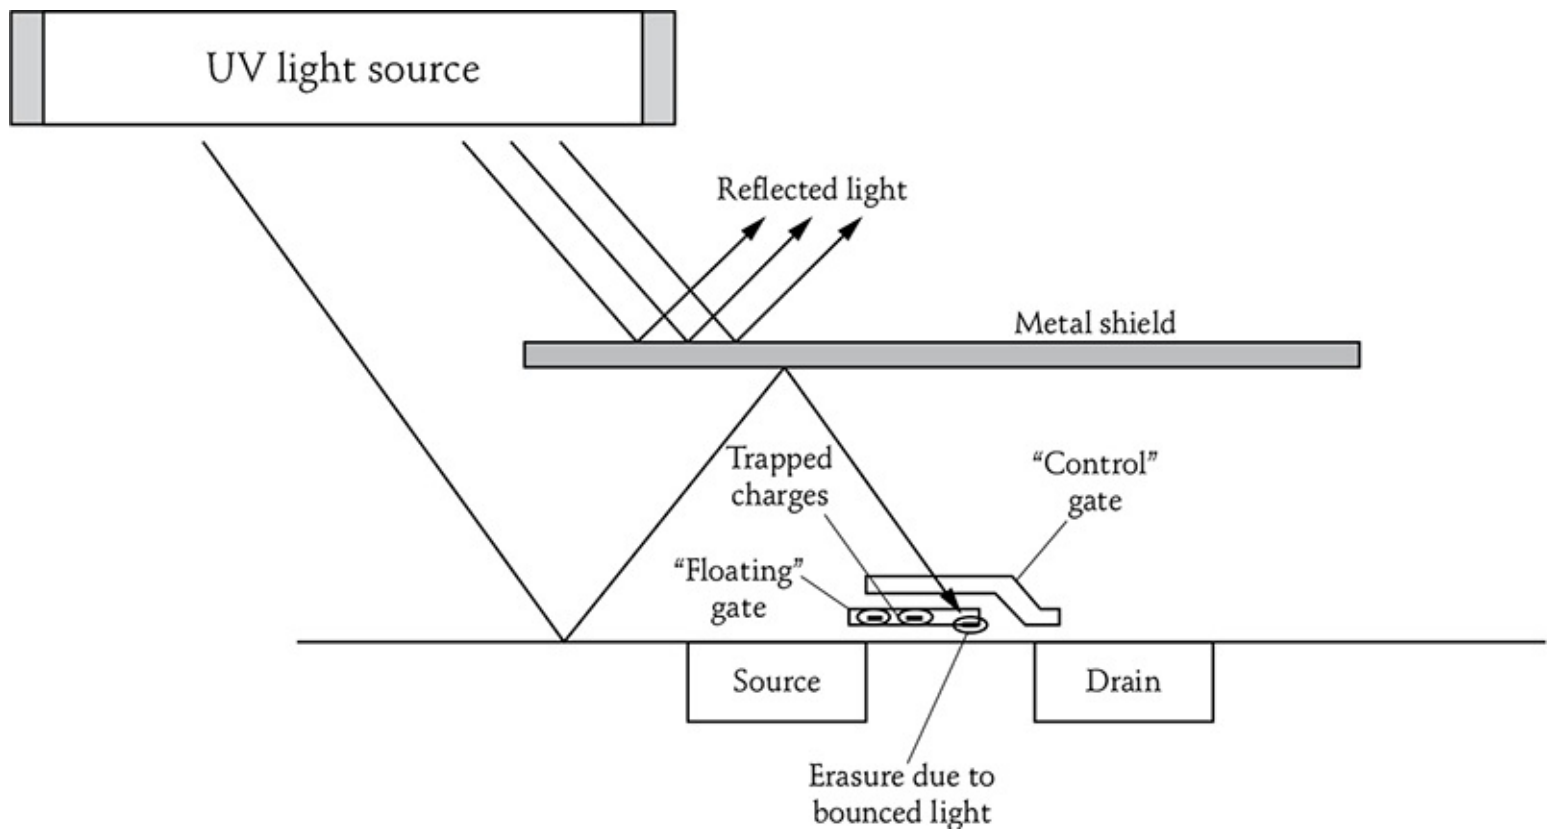 UV light source
Reflected light
Metal shield
Trapped
charges
“Control”
gate
“Floating”
gate
Source
Drain
Erasure due to
bounced light